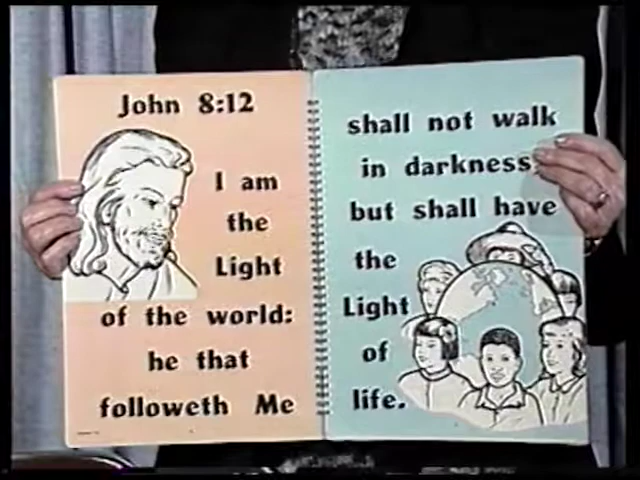 John 8:12
I am
the
Light
of the world:
he that
followeth Me
shall not walk
in darkness,
but shall have
the
Light
of
life.